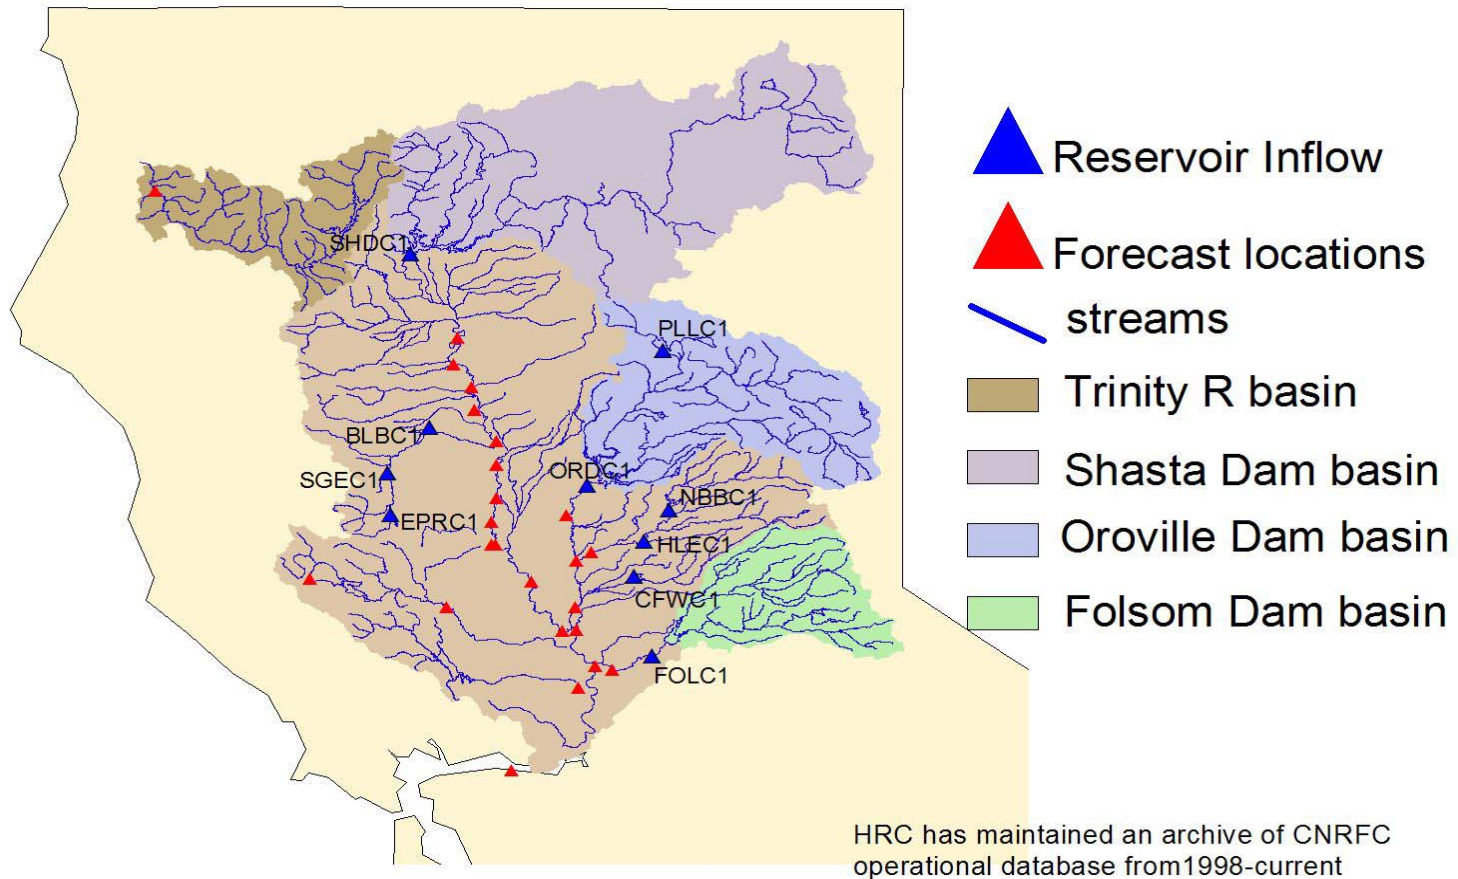 SHDC1
PLLC1
BLBC1
SGEC1
ORDC1
NBBC1
EPRC1
HLEC1
CFWC1
FOLC1
Reservoir Inflow
Forecast locations
streams
Trinity R basin
Shasta Dam basin
Oroville Dam basin
Folsom Dam basin
HRC has maintained an archive of CNRFC
operational database from1998-current